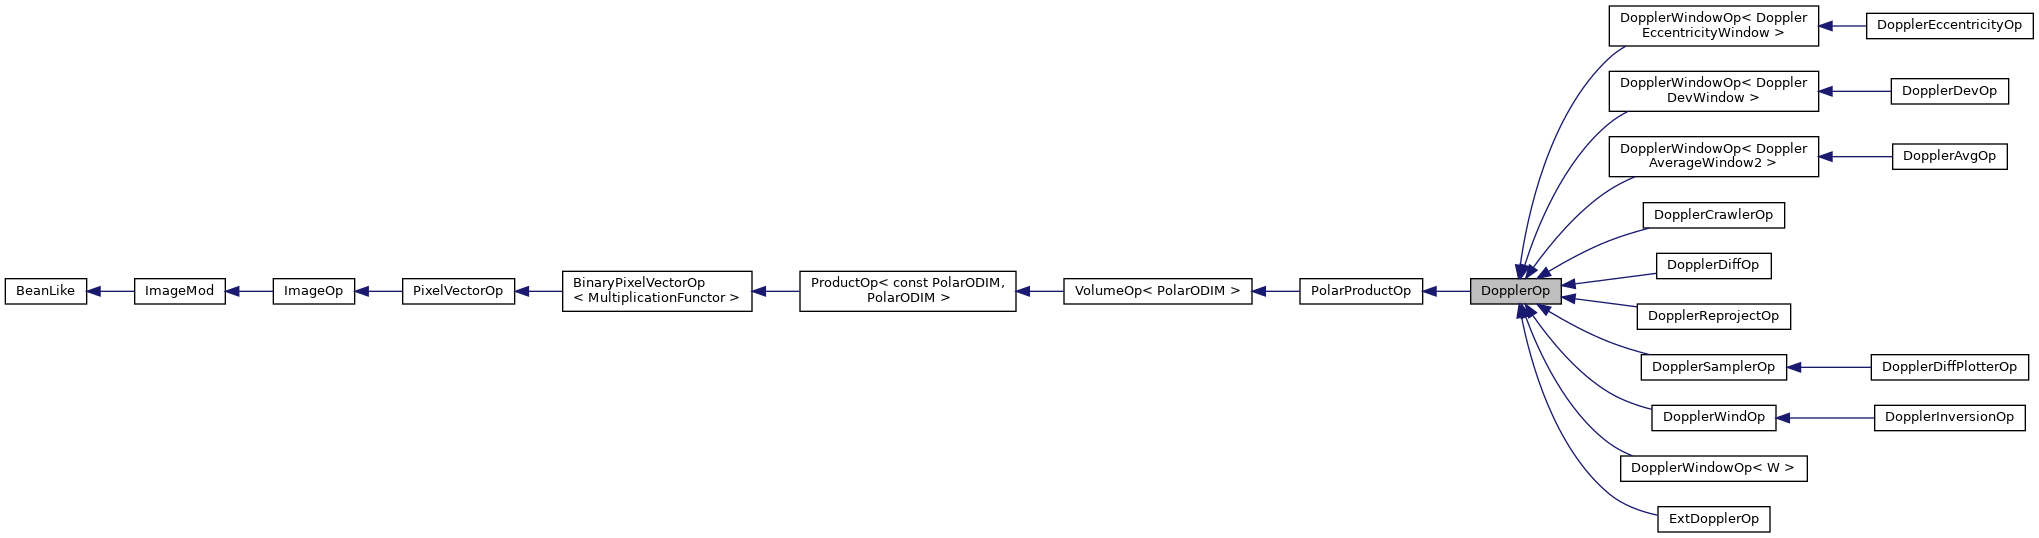 BeanLike
ImageMod
ImageOp
PixelVectorOp
BinaryPixelVectorOp
< MultiplicationFunctor >
ProductOp< const PolarODIM,
PolarODIM >
VolumeOp< PolarODIM >
PolarProductOp
DopplerOp
DopplerWindowOp< Doppler
EccentricityWindow >
DopplerEccentricityOp
DopplerWindowOp< Doppler
DevWindow >
DopplerDevOp
DopplerWindowOp< Doppler
AverageWindow2 >
DopplerAvgOp
DopplerCrawlerOp
DopplerDiffOp
DopplerReprojectOp
DopplerSamplerOp
DopplerDiffPlotterOp
DopplerWindOp
DopplerInversionOp
DopplerWindowOp< W >
ExtDopplerOp